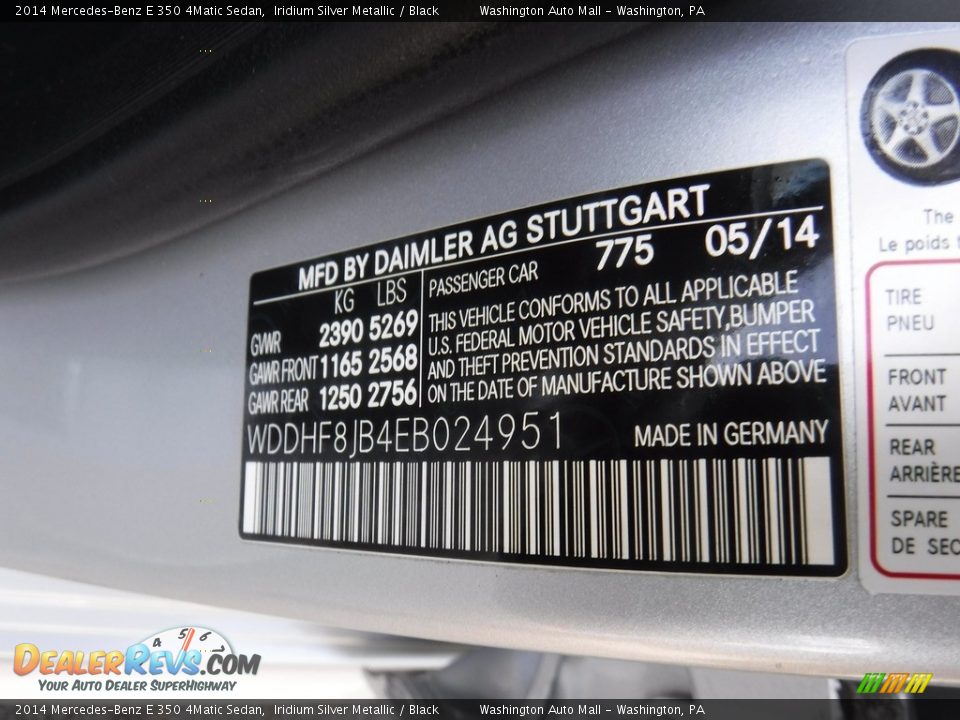 2014 Mercedes-Benz E 350 4Matic Sedan, Iridium Silver Metallic / Black Washington Auto Mall - Washington, PA
MFD BY DAIMLER AG STUTTGART
KG LBS
GVWR 2390 5269
GAWR FRONT 1165 2568
GAWR REAR 1250 2756
PASSENGER CAR 775 05/14
THIS VEHICLE CONFORMS TO ALL APPLICABLE
U.S. FEDERAL MOTOR VEHICLE SAFETY,BUMPER
AND THEFT PREVENTION STANDARDS IN EFFECT
ON THE DATE OF MANUFACTURE SHOWN ABOVE
WDDHF8JB4EB024951 MADE IN GERMANY
The
Le poids
TIRE
PNEU
FRONT
AVANT
REAR
ARRIÈRE
SPARE
DE SEC
4 5 6
DEALERREVS.COM
YOUR AUTO DEALER SUPERHIGHWAY
2014 Mercedes-Benz E 350 4Matic Sedan, Iridium Silver Metallic / Black Washington Auto Mall - Washington, PA